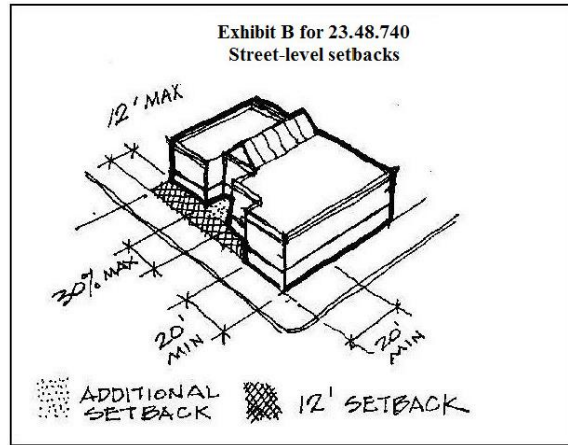 Exhibit B for 23.48.740
Street-level setbacks
12' MAX
30% MAX
20'
MIN
20'
MIN
ADDITIONAL
SETBACK
12' SETBACK